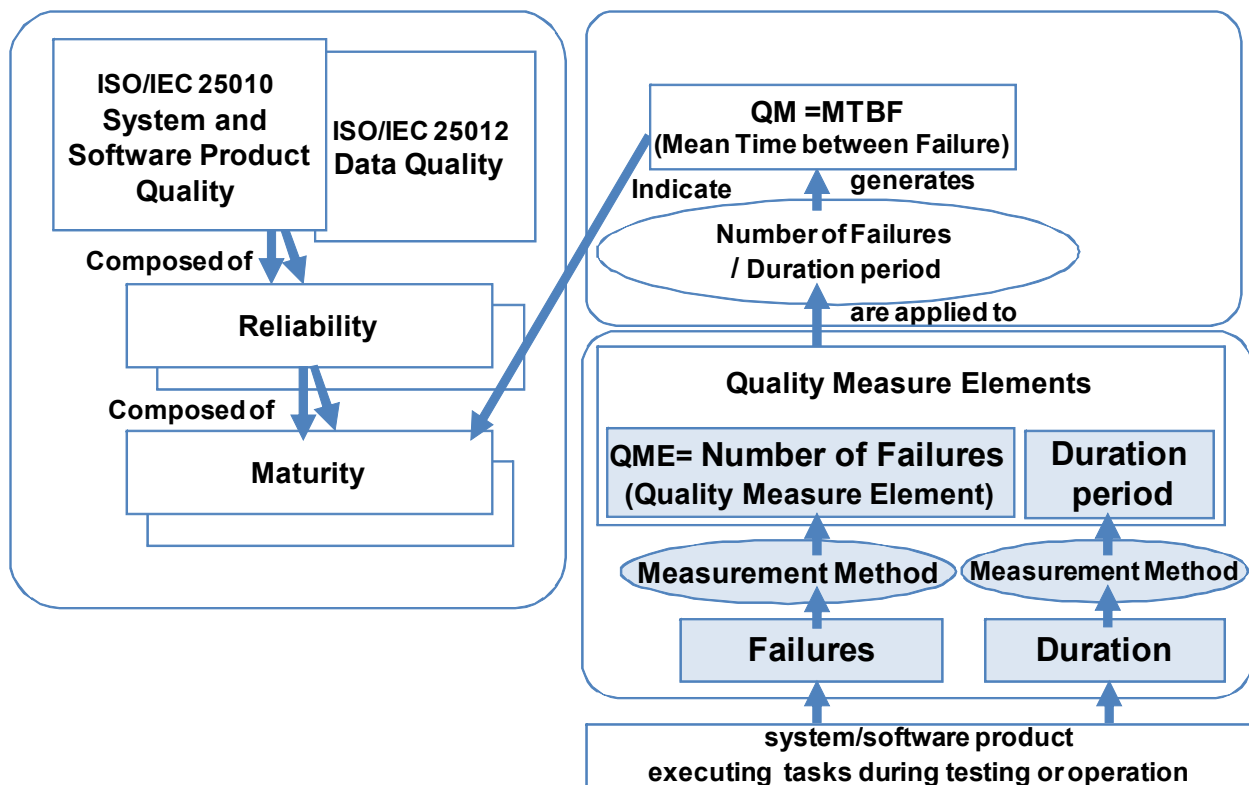 ISO/IEC 25010
System and
Software Product
Quality
ISO/IEC 25012
Data Quality
Composed of
Reliability
Composed of
Maturity
QM =MTBF
(Mean Time between Failure)
Indicate
generates
Number of Failures
/ Duration period
are applied to
Quality Measure Elements
QME= Number of Failures
(Quality Measure Element)
Duration
period
Measurement Method
Measurement Method
Failures
Duration
system/software product
executing tasks during testing or operation